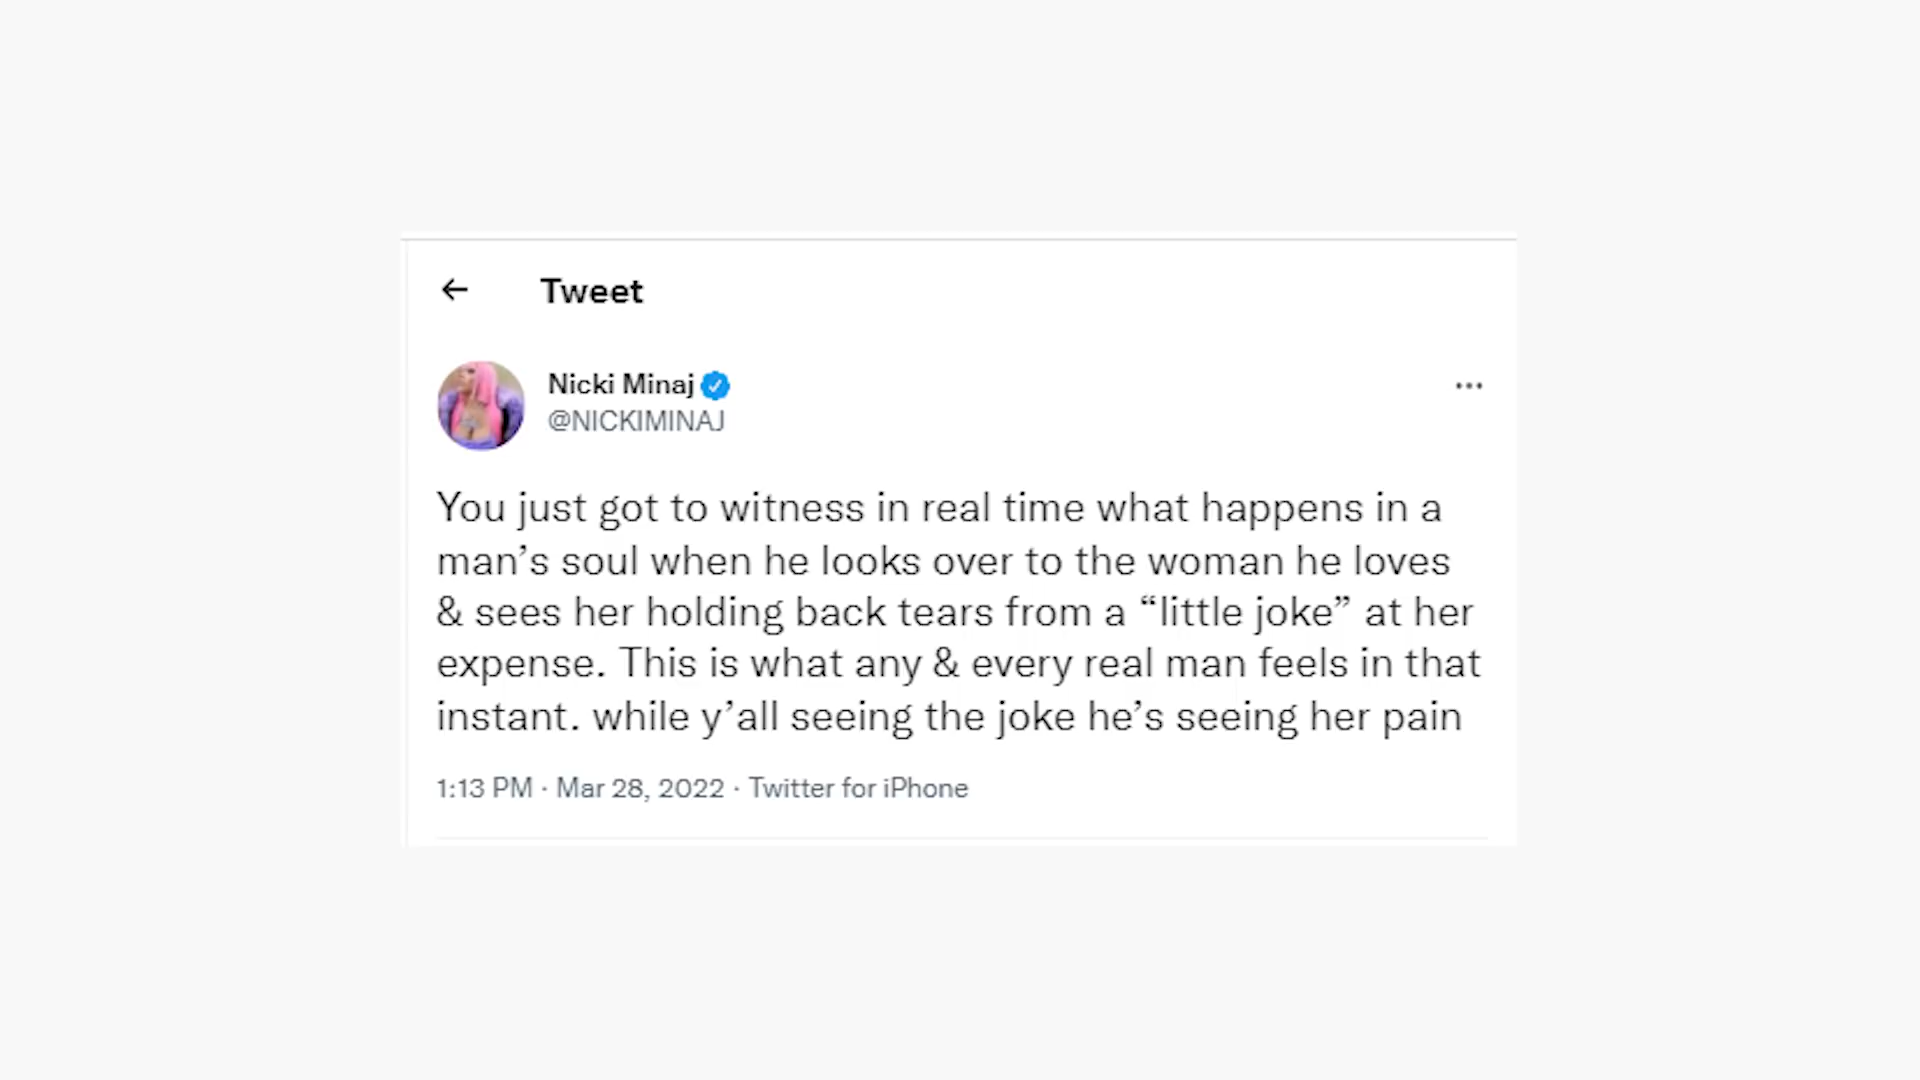 Tweet
Nicki Minaj
@NICKIMINAJ
You just got to witness in real time what happens in a
man’s soul when he looks over to the woman he loves
& sees her holding back tears from a “little joke” at her
expense. This is what any & every real man feels in that
instant. while y’all seeing the joke he’s seeing her pain
1:13 PM · Mar 28, 2022 · Twitter for iPhone